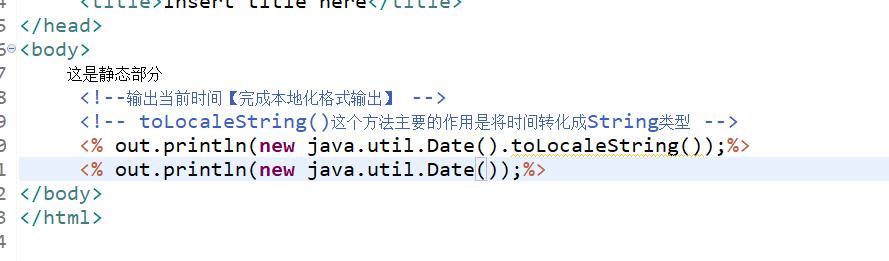 4 <title>Insert title here</title>
5 </head>
6 <body>
7 这是静态部分
8 <!--输出当前时间【完成本地化格式输出】 -->
9 <!-- toLocaleString()这个方法主要的作用是将时间转化成String类型 -->
0 <% out.println(new java.util.Date().toLocaleString());%>
1 <% out.println(new java.util.Date());%>
2 </body>
3 </html>
4